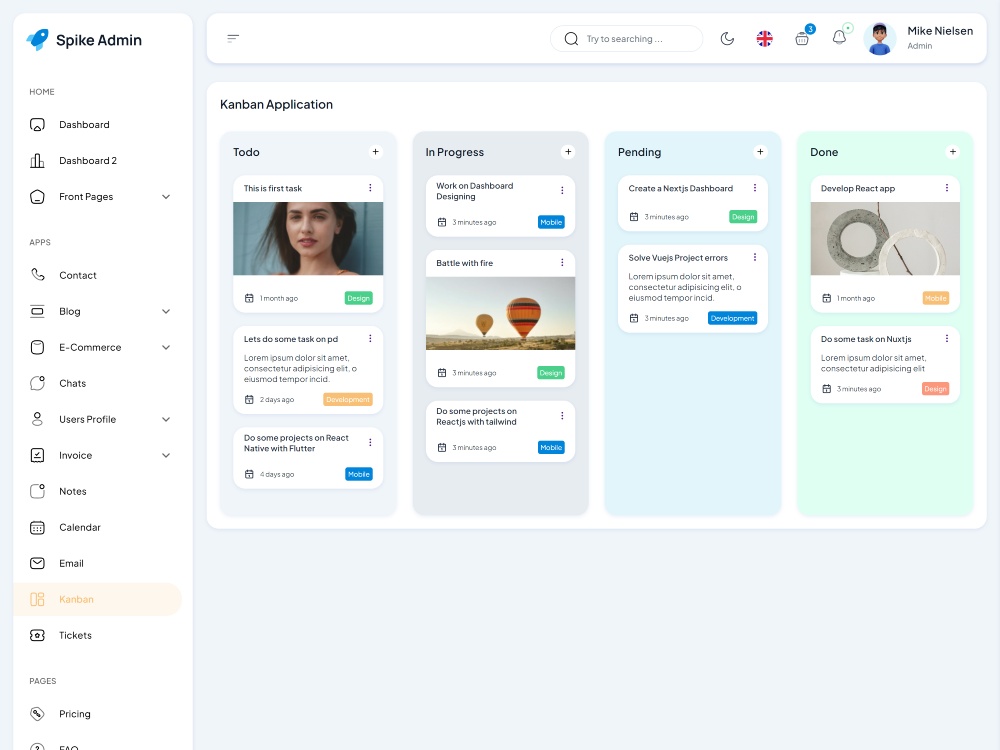 Spike Admin
HOME
Dashboard
Dashboard 2
Front Pages
APPS
Contact
Blog
E-Commerce
Chats
Users Profile
Invoice
Notes
Calendar
Email
Kanban
Tickets
PAGES
Pricing
FAQ
Try to searching ...
3
Mike Nielsen
Admin
Kanban Application
Todo
+
This is first task
1 month ago
Design
Lets do some task on pd
Lorem ipsum dolor sit amet,
consectetur adipisicing elit, o
eiusmod tempor incid.
2 days ago
Development
Do some projects on React
Native with Flutter
4 days ago
Mobile
In Progress
+
Work on Dashboard
Designing
3 minutes ago
Mobile
Battle with fire
3 minutes ago
Design
Do some projects on
Reactjs with tailwind
3 minutes ago
Mobile
Pending
+
Create a Nextjs Dashboard
3 minutes ago
Design
Solve Vuejs Project errors
Lorem ipsum dolor sit amet,
consectetur adipisicing elit, o
eiusmod tempor incid.
3 minutes ago
Development
Done
+
Develop React app
1 month ago
Mobile
Do some task on Nuxtjs
Lorem ipsum dolor sit amet,
consectetur adipisicing elit
3 minutes ago
Design